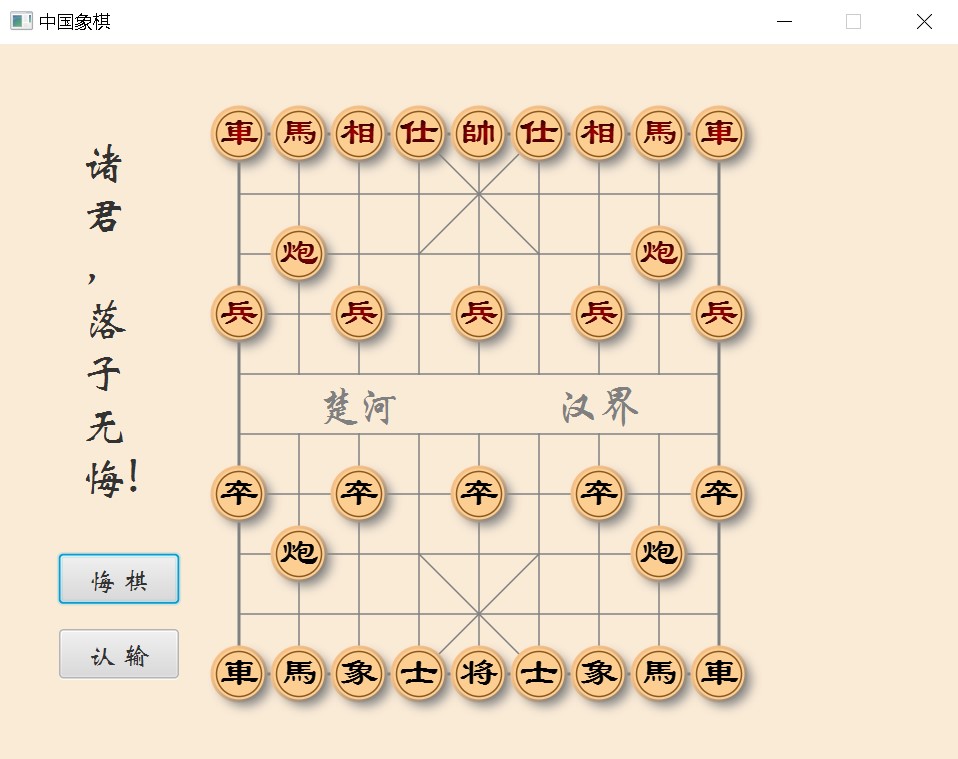 中国象棋
诸君，落子无悔!
悔 棋
认 输
車 馬 相 仕 帥 仕 相 馬 車
炮 炮
兵 兵 兵 兵 兵
楚河 汉界
卒 卒 卒 卒 卒
炮 炮
車 馬 象 士 将 士 象 馬 車